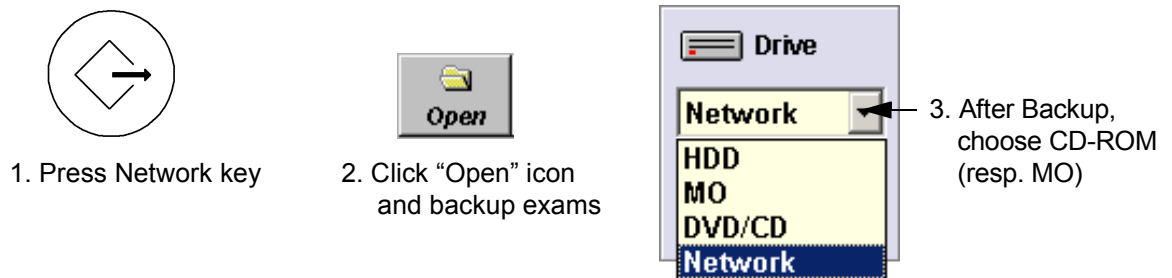 1. Press Network key
Open
2. Click “Open” icon
and backup exams
Drive
Network
HDD
MO
DVD/CD
Network
3. After Backup,
choose CD-ROM
(resp. MO)